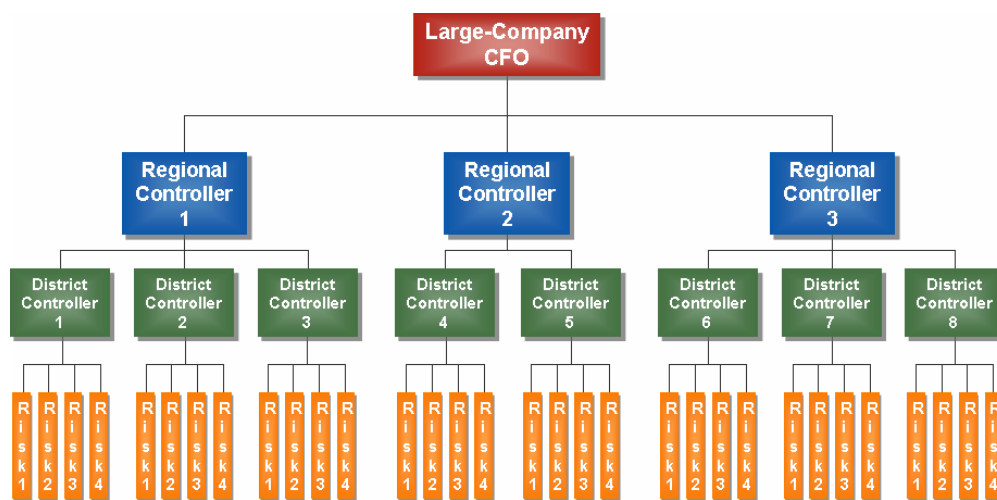 Large-Company
CFO
Regional
Controller
1
Regional
Controller
2
Regional
Controller
3
District
Controller
1
District
Controller
2
District
Controller
3
District
Controller
4
District
Controller
5
District
Controller
6
District
Controller
7
District
Controller
8
Risk1
Risk2
Risk3
Risk4
Risk1
Risk2
Risk3
Risk4
Risk1
Risk2
Risk3
Risk4
Risk1
Risk2
Risk3
Risk4
Risk1
Risk2
Risk3
Risk4
Risk1
Risk2
Risk3
Risk4
Risk1
Risk2
Risk3
Risk4
Risk1
Risk2
Risk3
Risk4